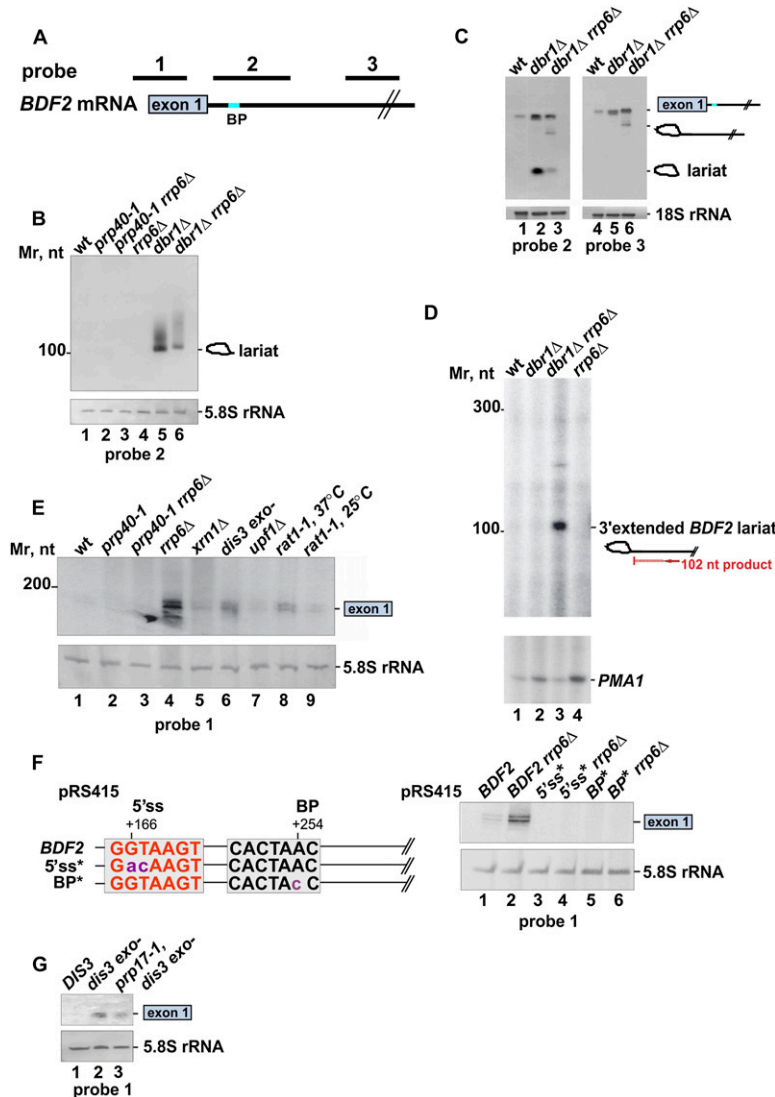 A
probe 1 2 3
BDF2 mRNA exon 1
BP
B
wt prp40-1 prp40-1 rrp6Δ rrp6Δ dbr1Δ dbr1Δ rrp6Δ
Mr, nt
100
lariat
5.8S rRNA
1 2 3 4 5 6
probe 2
C
wt dbr1Δ dbr1Δ rrp6Δ wt dbr1Δ dbr1Δ rrp6Δ
exon 1
lariat
18S rRNA
1 2 3 4 5 6
probe 2 probe 3
D
wt dbr1Δ dbr1Δ rrp6Δ rrp6Δ
Mr, nt
300
100
3'extended BDF2 lariat
102 nt product
PMA1
1 2 3 4
E
wt prp40-1 prp40-1 rrp6Δ rrp6Δ xrn1Δ dis3 exo- upf1Δ rat1-1, 37°C rat1-1, 25°C
Mr, nt
200
exon 1
5.8S rRNA
1 2 3 4 5 6 7 8 9
probe 1
F
pRS415
5'ss BP
+166 +254
BDF2 GGTAAGT CACTAAC
5'ss* GacAAGT
BP* GGTAAGT CACTAcC
pRS415 BDF2 BDF2 rrp6Δ 5'ss* 5'ss* rrp6Δ BP* BP* rrp6Δ
exon 1
5.8S rRNA
1 2 3 4 5 6
probe 1
G
DIS3 dis3 exo- prp17-1, dis3 exo-
exon 1
5.8S rRNA
1 2 3
probe 1